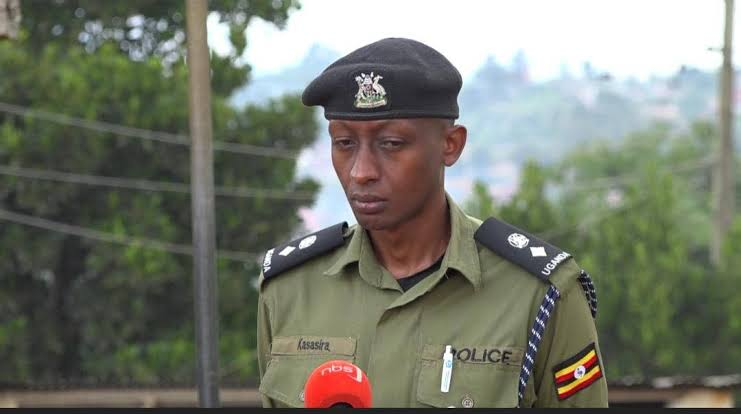 UGANDA
Kasasira
POLICE
nbs